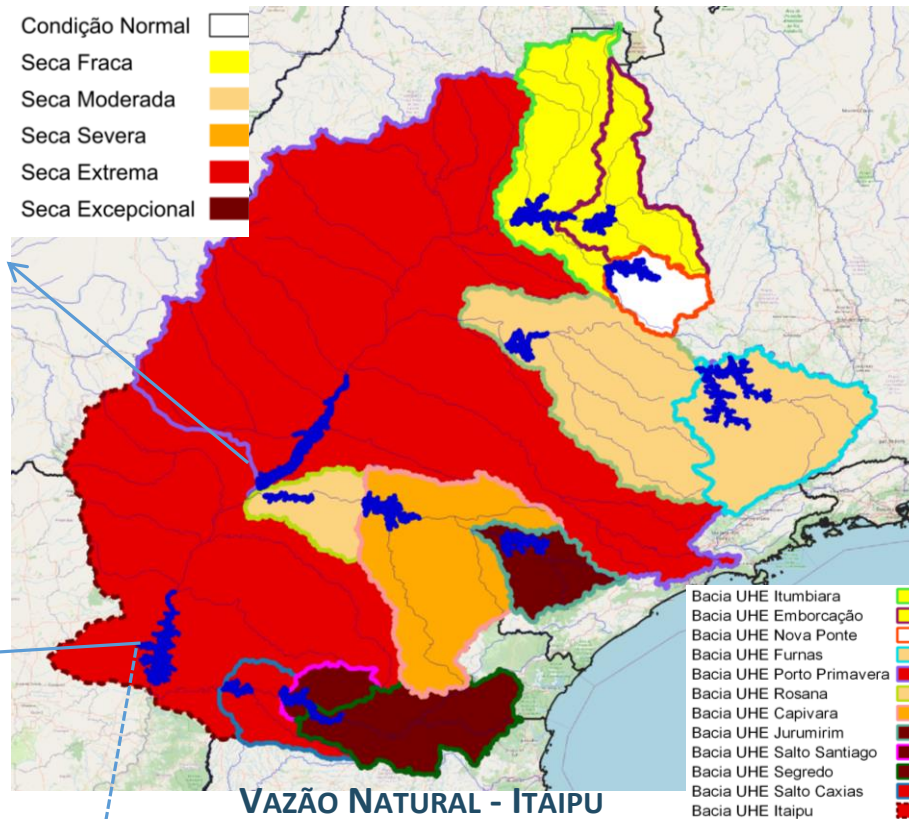 Condição Normal
Seca Fraca
Seca Moderada
Seca Severa
Seca Extrema
Seca Excepcional
Bacia UHE Itumbiara
Bacia UHE Emborcação
Bacia UHE Nova Ponte
Bacia UHE Furnas
Bacia UHE Porto Primavera
Bacia UHE Rosana
Bacia UHE Capivara
Bacia UHE Jurumirim
Bacia UHE Salto Santiago
Bacia UHE Segredo
Bacia UHE Salto Caxias
Bacia UHE Itaipu
VAZÃO NATURAL - ITAIPU